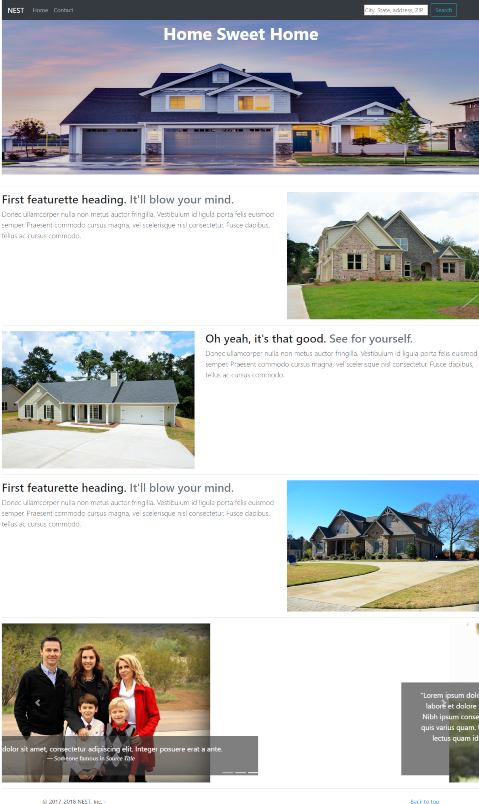 NEST Home Contact City, State, address, ZIP Search
Home Sweet Home
First featurette heading. It'll blow your mind.
Donec ullamcorper nulla non metus auctor fringilla. Vestibulum id ligula porta felis euismod
semper. Praesent commodo cursus magna, vel scelerisque nisl consectetur. Fusce dapibus,
tellus ac cursus commodo.
Oh yeah, it's that good. See for yourself.
Donec ullamcorper nulla non metus auctor fringilla. Vestibulum id ligula porta felis euismod
semper. Praesent commodo cursus magna, vel scelerisque nisl consectetur. Fusce dapibus,
tellus ac cursus commodo.
First featurette heading. It'll blow your mind.
Donec ullamcorper nulla non metus auctor fringilla. Vestibulum id ligula porta felis euismod
semper. Praesent commodo cursus magna, vel scelerisque nisl consectetur. Fusce dapibus,
tellus ac cursus commodo.
dolor sit amet, consectetur adipiscing elit. Integer posuere erat a ante.
— Someone famous in Source Title
"Lorem ipsum dolo
labore et dolore
Nibh ipsum conse
quis varius quam. C
lectus quam id
© 2017-2018 NEST, Inc. ·
Back to top